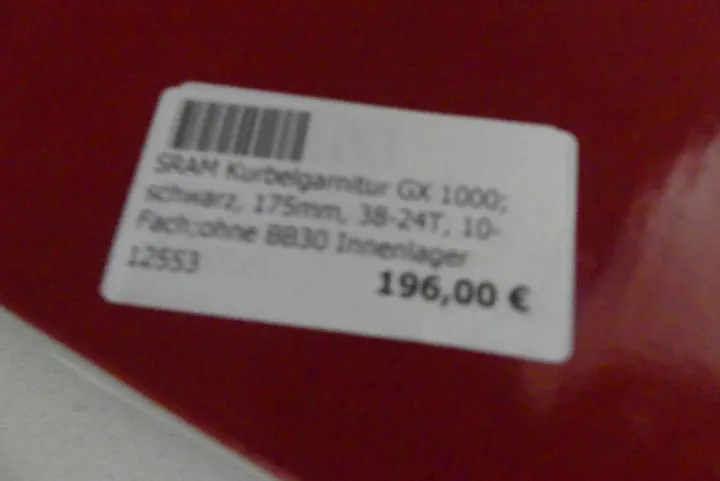 SRAM Kurbelgarnitur GX 1000;
schwarz, 175mm, 38-24T, 10-
Fach;ohne BB30 Innenlager
12553
196,00 €